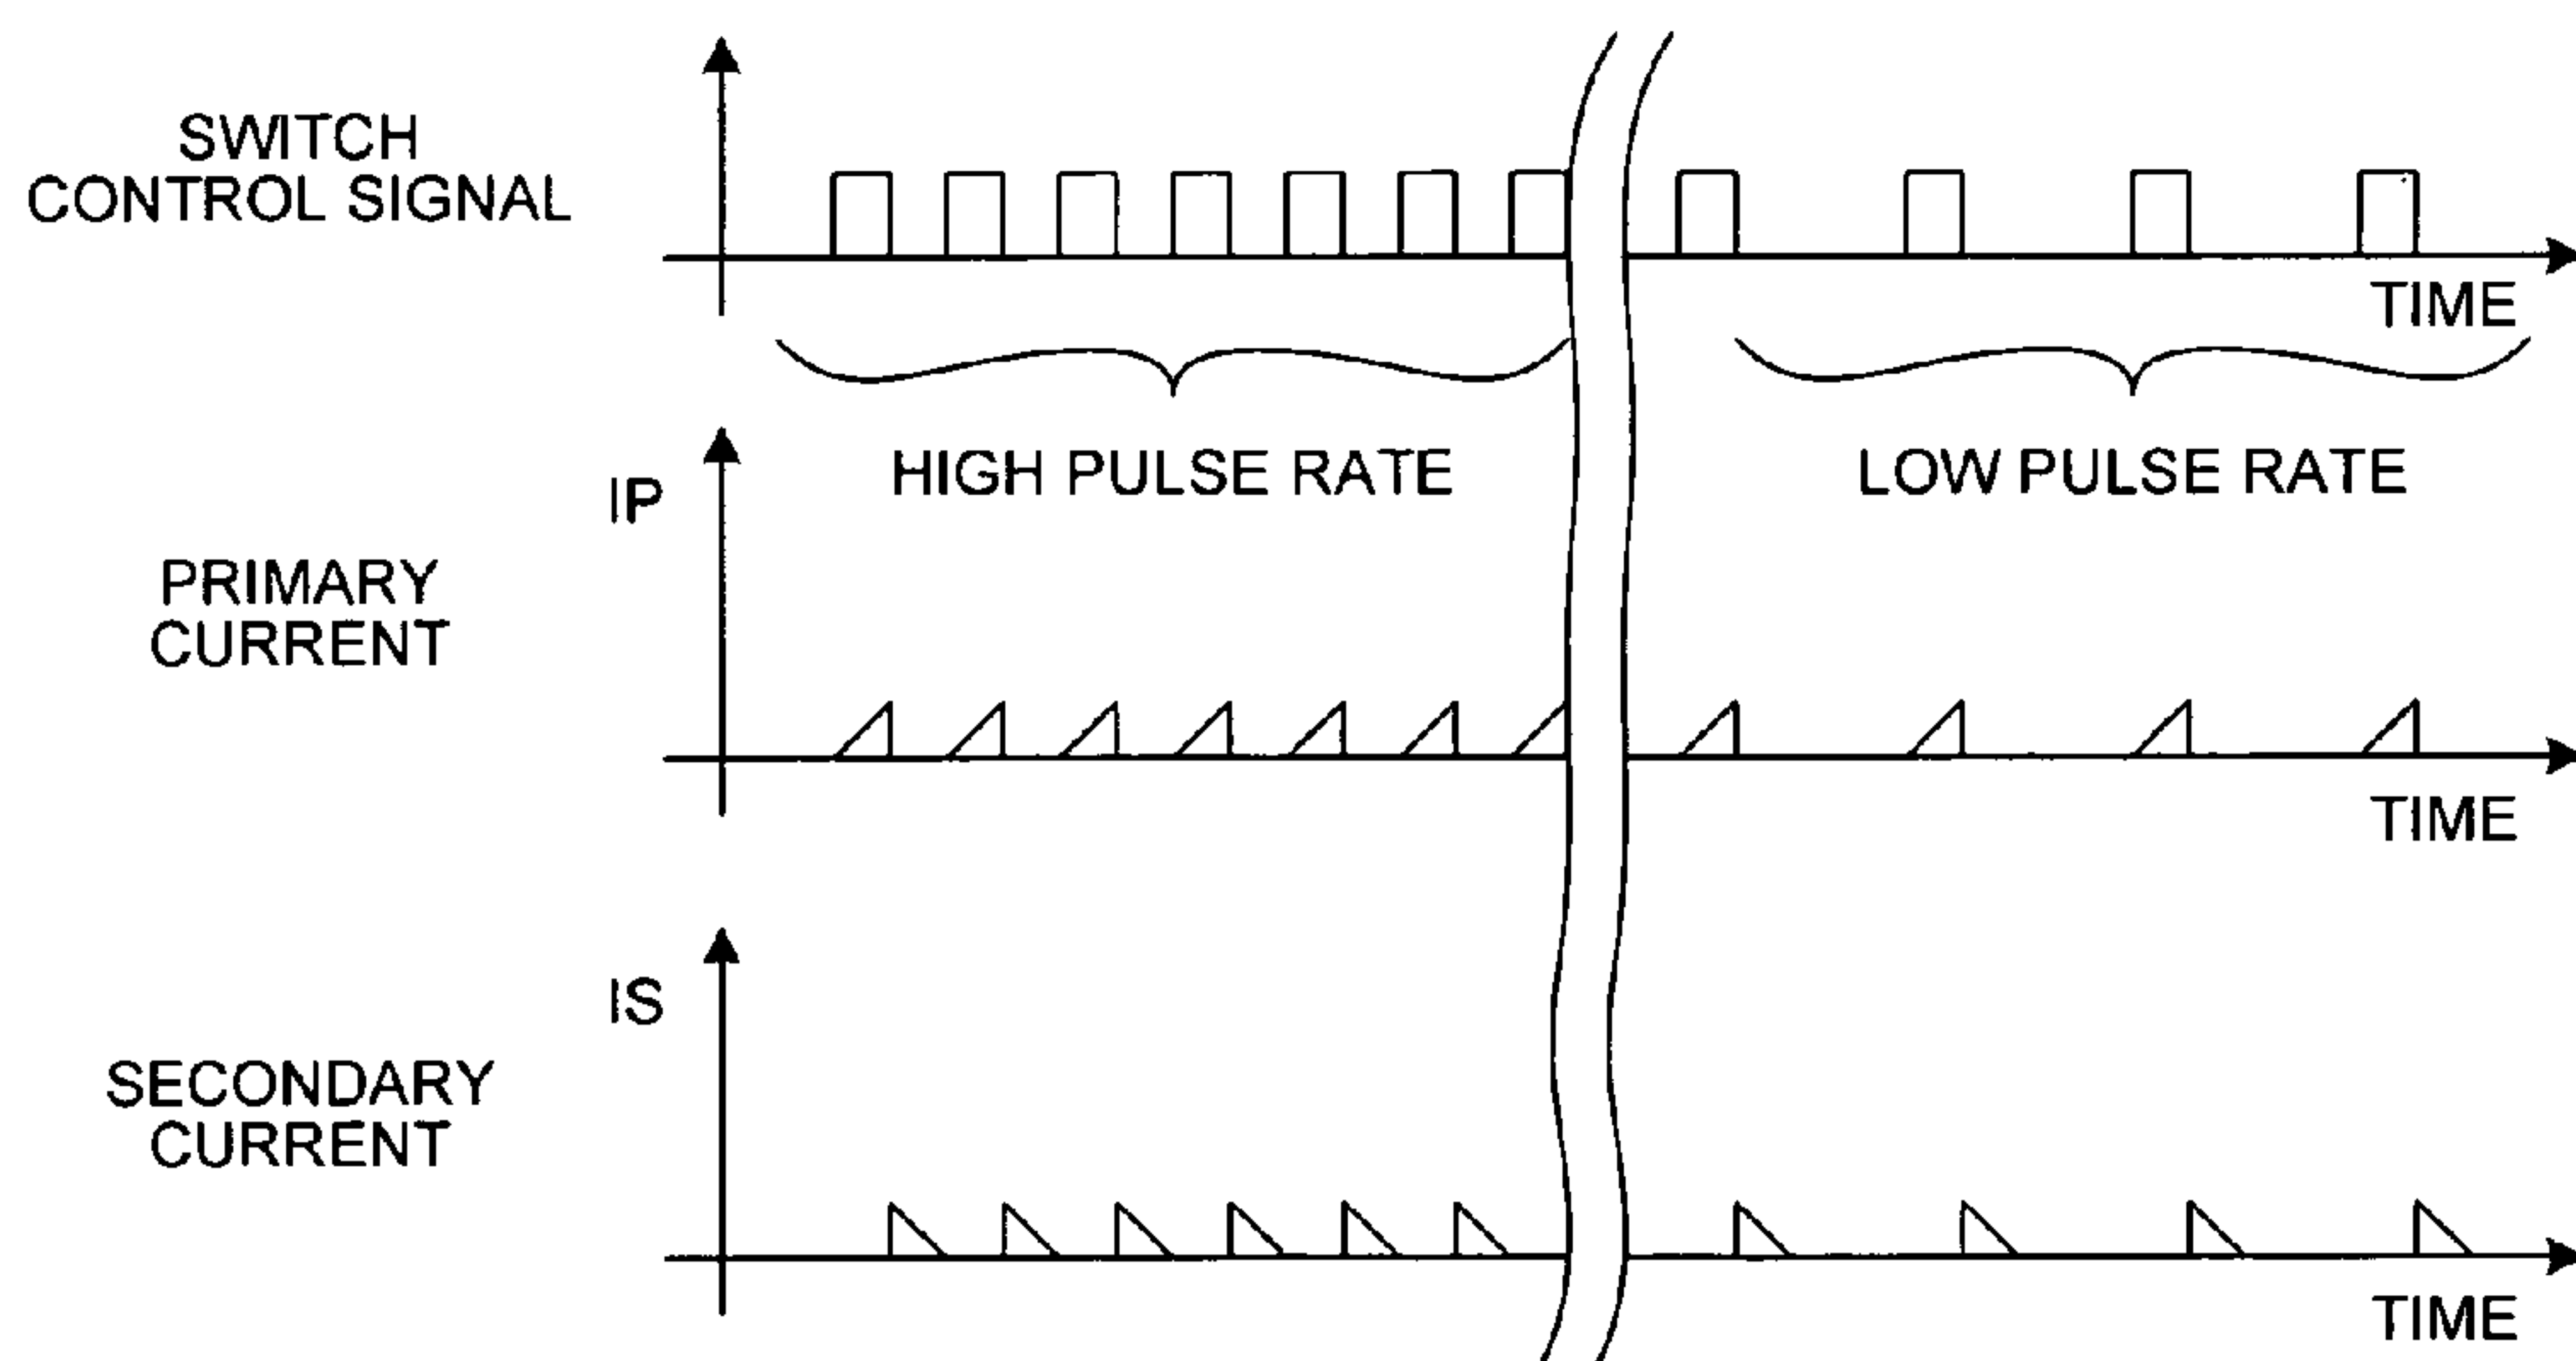 SWITCH
CONTROL SIGNAL
TIME
HIGH PULSE RATE
LOW PULSE RATE
IP
PRIMARY
CURRENT
TIME
IS
SECONDARY
CURRENT
TIME